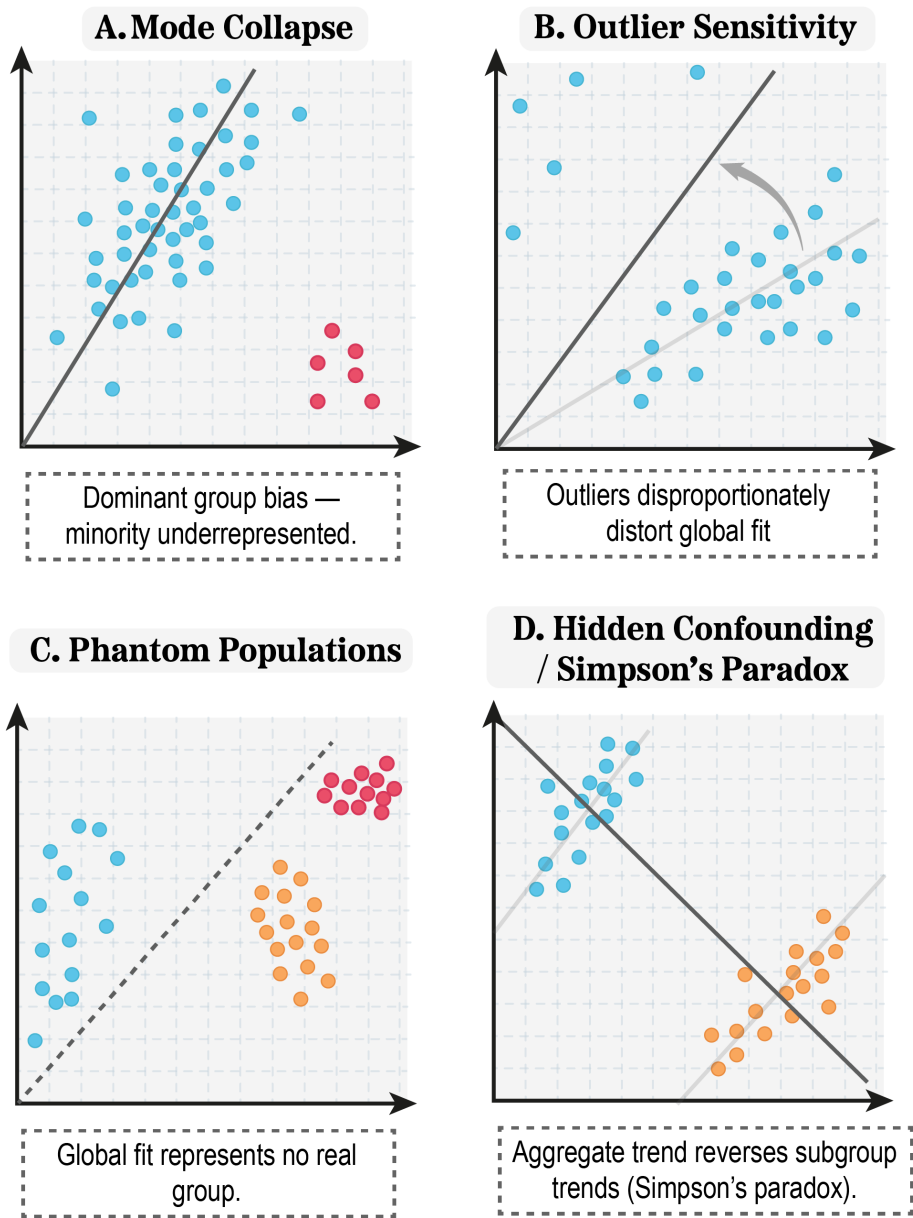 A. Mode Collapse
B. Outlier Sensitivity
Dominant group bias —
minority underrepresented.
Outliers disproportionately
distort global fit
C. Phantom Populations
D. Hidden Confounding
/ Simpson’s Paradox
Global fit represents no real
group.
Aggregate trend reverses subgroup
trends (Simpson’s paradox).